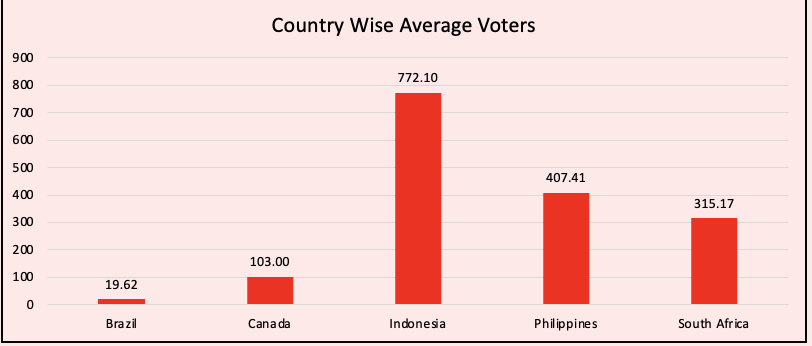 Country Wise Average Voters
900
800
700
600
500
400
300
200
100
0
19.62
103.00
772.10
407.41
315.17
Brazil
Canada
Indonesia
Philippines
South Africa